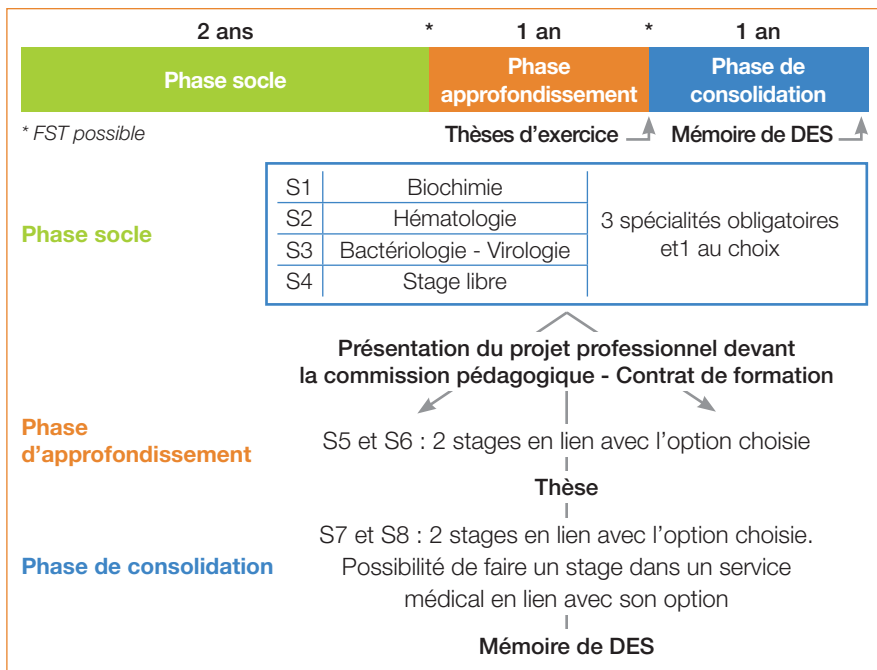 2 ans * 1 an * 1 an
Phase socle
Phase
approfondissement
Phase de
consolidation
* FST possible
Thèses d'exercice
Mémoire de DES
Phase socle
S1 Biochimie
S2 Hématologie
S3 Bactériologie - Virologie
S4 Stage libre
3 spécialités obligatoires
et1 au choix
Présentation du projet professionnel devant
la commission pédagogique - Contrat de formation
Phase
d'approfondissement
S5 et S6 : 2 stages en lien avec l'option choisie
Thèse
Phase de consolidation
S7 et S8 : 2 stages en lien avec l'option choisie.
Possibilité de faire un stage dans un service
médical en lien avec son option
Mémoire de DES